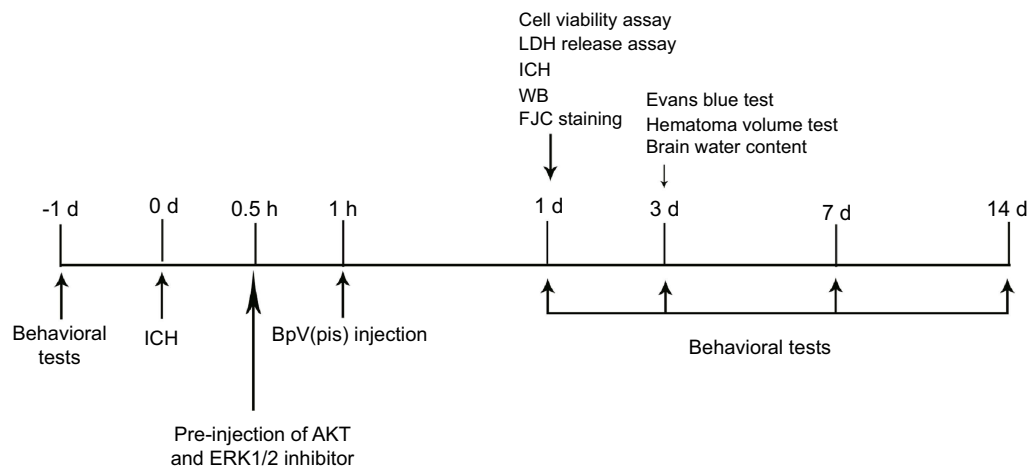 Cell viability assay
LDH release assay
ICH
WB
FJC staining
Evans blue test
Hematoma volume test
Brain water content
-1 d
0 d
0.5 h
1 h
1 d
3 d
7 d
14 d
Behavioral
tests
ICH
BpV(pis) injection
Behavioral tests
Pre-injection of AKT
and ERK1/2 inhibitor